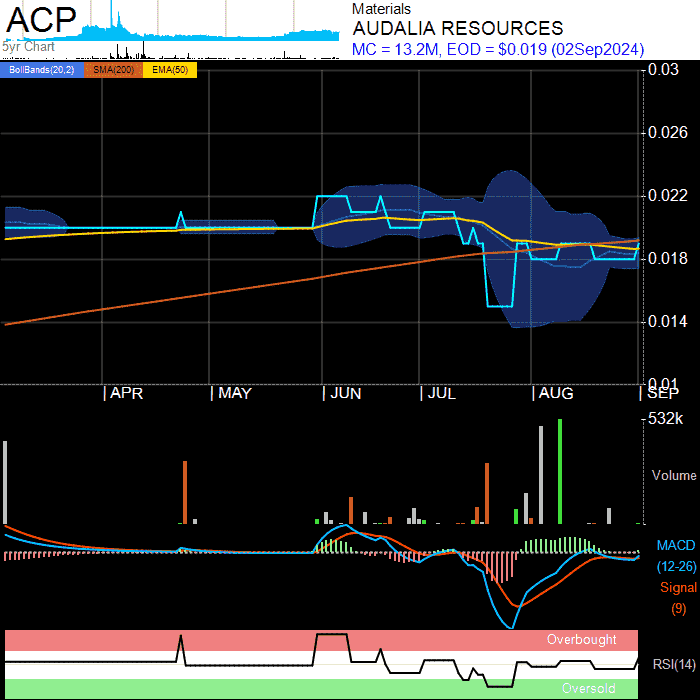 ACP
5yr Chart
Materials
AUDALIA RESOURCES
MC = 13.2M, EOD = $0.019 (02Sep2024)
BollBands(20,2) SMA(200) EMA(50)
0.03
0.026
0.022
0.018
0.014
0.01
APR MAY JUN JUL AUG SEP
532k
Volume
MACD
(12-26)
Signal
(9)
Overbought
RSI(14)
Oversold